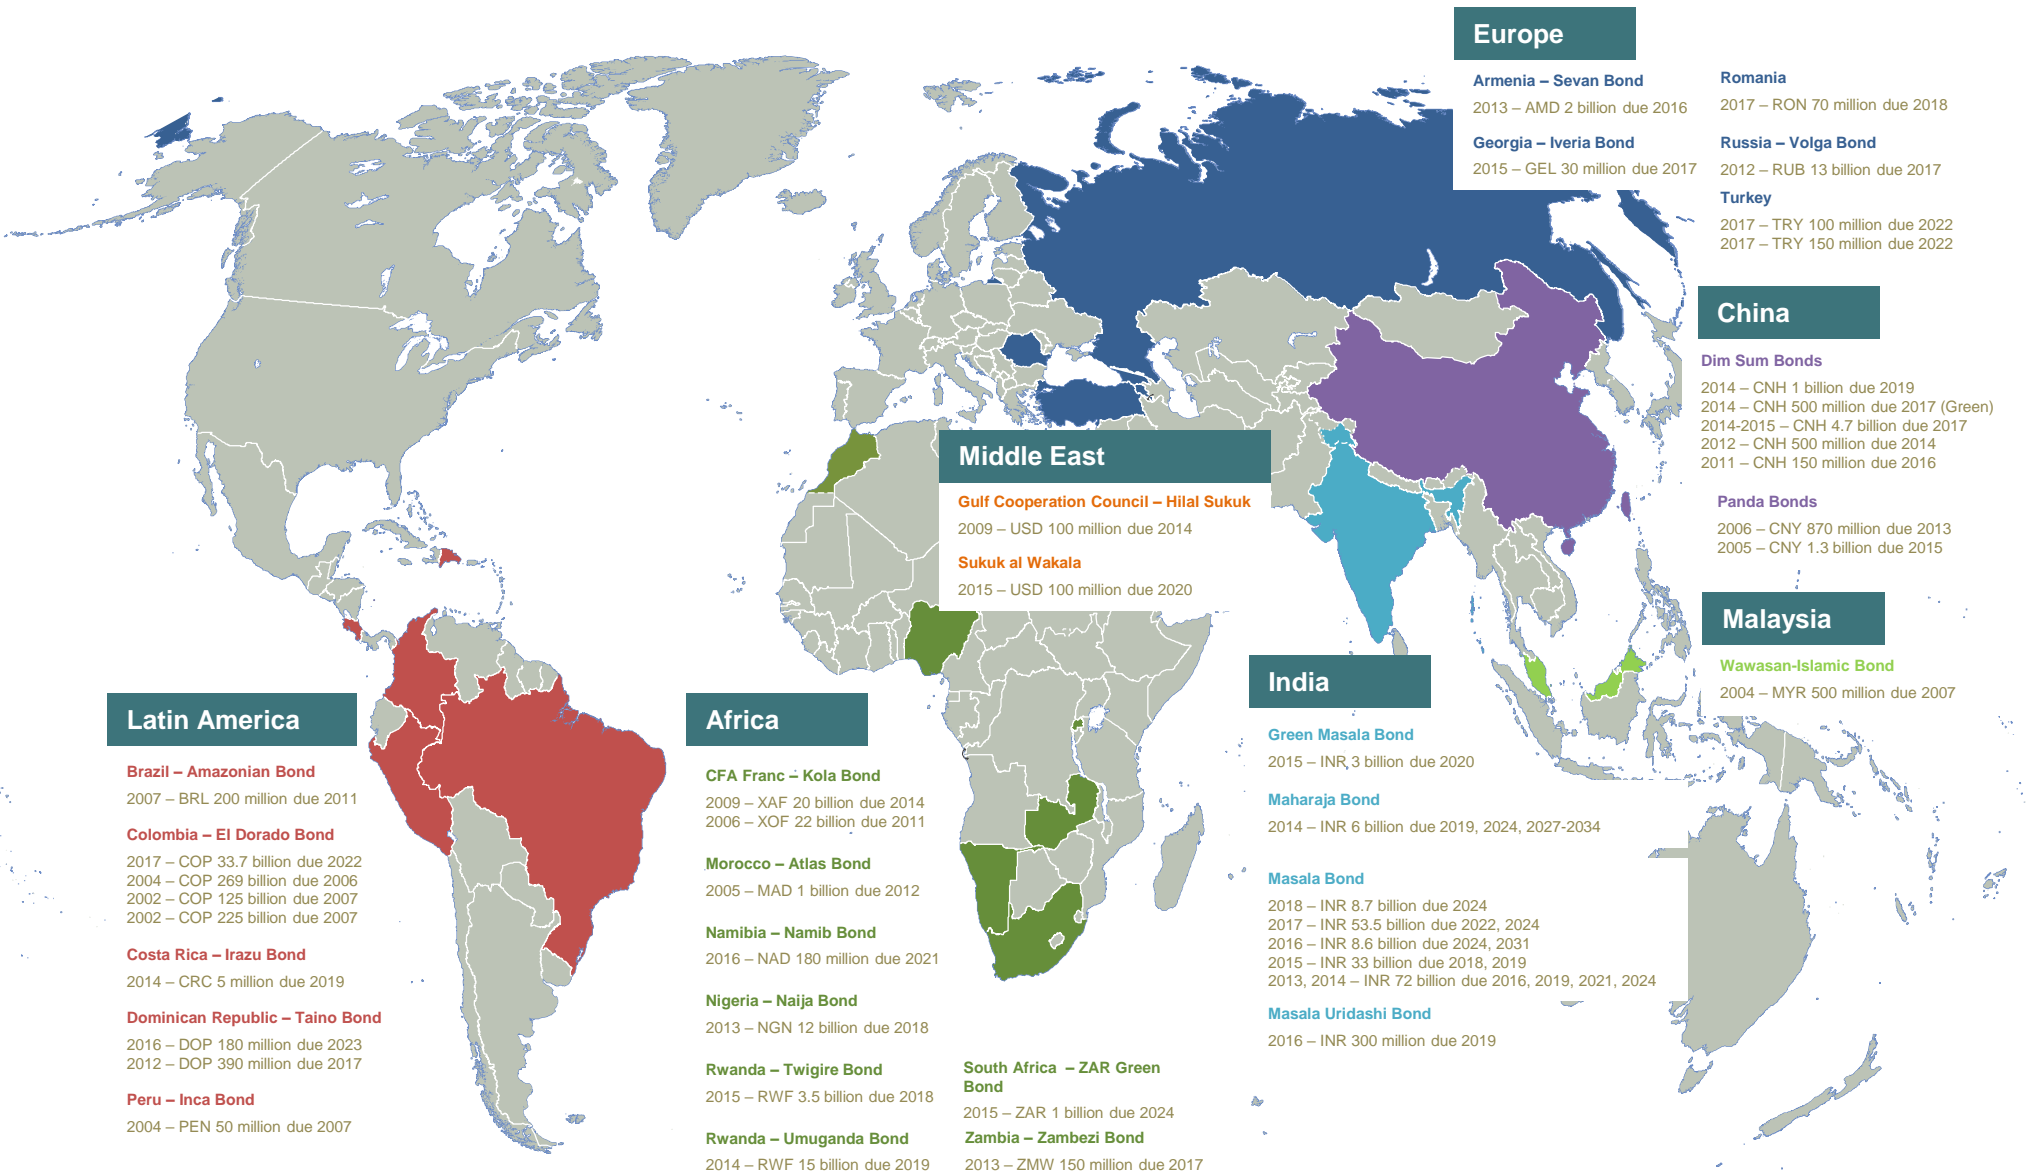 Europe
Armenia – Sevan Bond
2013 – AMD 2 billion due 2016
Georgia – Iveria Bond
2015 – GEL 30 million due 2017
Romania
2017 – RON 70 million due 2018
Russia – Volga Bond
2012 – RUB 13 billion due 2017
Turkey
2017 – TRY 100 million due 2022
2017 – TRY 150 million due 2022
China
Dim Sum Bonds
2014 – CNH 1 billion due 2019
2014 – CNH 500 million due 2017 (Green)
2014-2015 – CNH 4.7 billion due 2017
2012 – CNH 500 million due 2014
2011 – CNH 150 million due 2016
Panda Bonds
2006 – CNY 870 million due 2013
2005 – CNY 1.3 billion due 2015
Middle East
Gulf Cooperation Council – Hilal Sukuk
2009 – USD 100 million due 2014
Sukuk al Wakala
2015 – USD 100 million due 2020
Malaysia
Wawasan-Islamic Bond
2004 – MYR 500 million due 2007
Latin America
Brazil – Amazonian Bond
2007 – BRL 200 million due 2011
Colombia – El Dorado Bond
2017 – COP 33.7 billion due 2022
2004 – COP 269 billion due 2006
2002 – COP 125 billion due 2007
2002 – COP 225 billion due 2007
Costa Rica – Irazu Bond
2014 – CRC 5 million due 2019
Dominican Republic – Taino Bond
2016 – DOP 180 million due 2023
2012 – DOP 390 million due 2017
Peru – Inca Bond
2004 – PEN 50 million due 2007
Africa
CFA Franc – Kola Bond
2009 – XAF 20 billion due 2014
2006 – XOF 22 billion due 2011
Morocco – Atlas Bond
2005 – MAD 1 billion due 2012
Namibia – Namib Bond
2016 – NAD 180 million due 2021
Nigeria – Naija Bond
2013 – NGN 12 billion due 2018
Rwanda – Twigire Bond
2015 – RWF 3.5 billion due 2018
Rwanda – Umuganda Bond
2014 – RWF 15 billion due 2019
South Africa – ZAR Green
Bond
2015 – ZAR 1 billion due 2024
Zambia – Zambezi Bond
2013 – ZMW 150 million due 2017
India
Green Masala Bond
2015 – INR 3 billion due 2020
Maharaja Bond
2014 – INR 6 billion due 2019, 2024, 2027-2034
Masala Bond
2018 – INR 8.7 billion due 2024
2017 – INR 53.5 billion due 2022, 2024
2016 – INR 8.6 billion due 2024, 2031
2015 – INR 33 billion due 2018, 2019
2013, 2014 – INR 72 billion due 2016, 2019, 2021, 2024
Masala Uridashi Bond
2016 – INR 300 million due 2019